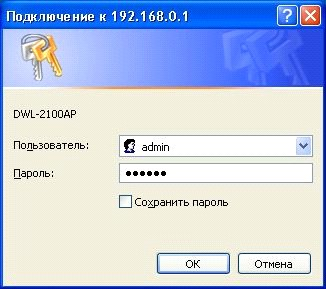 Подключение к 192.168.0.1
DWL-2100AP
Пользователь: admin
Пароль: ●●●●●●
Сохранить пароль
OK Отмена